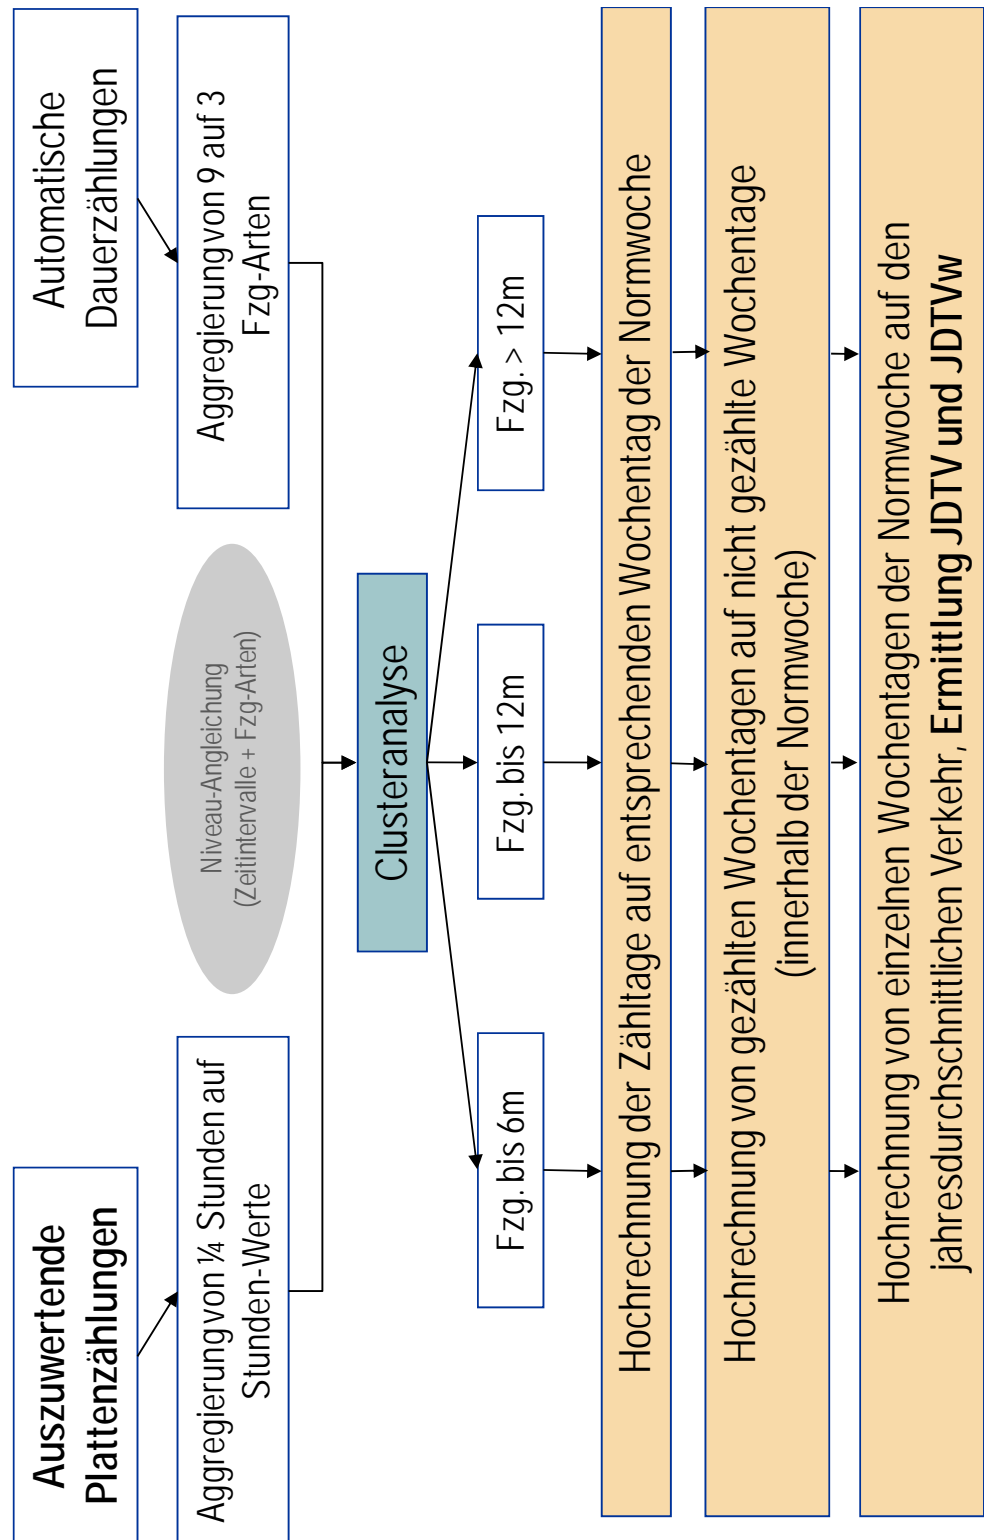 Auszuwertende
Plattenzählungen
Automatische
Dauerzählungen
Aggregierung von ¼ Stunden auf
Stunden-Werte
Niveau-Angleichung
(Zeitintervalle + Fzg-Arten)
Aggregierung von 9 auf 3
Fzg-Arten
Clusteranalyse
Fzg. bis 6m
Fzg. bis 12m
Fzg. > 12m
Hochrechnung der Zähltage auf entsprechenden Wochentag der Normwoche
Hochrechnung von gezählten Wochentagen auf nicht gezählte Wochentage
(innerhalb der Normwoche)
Hochrechnung von einzelnen Wochentagen der Normwoche auf den
jahresdurchschnittlichen Verkehr, Ermittlung JDTV und JDTVw